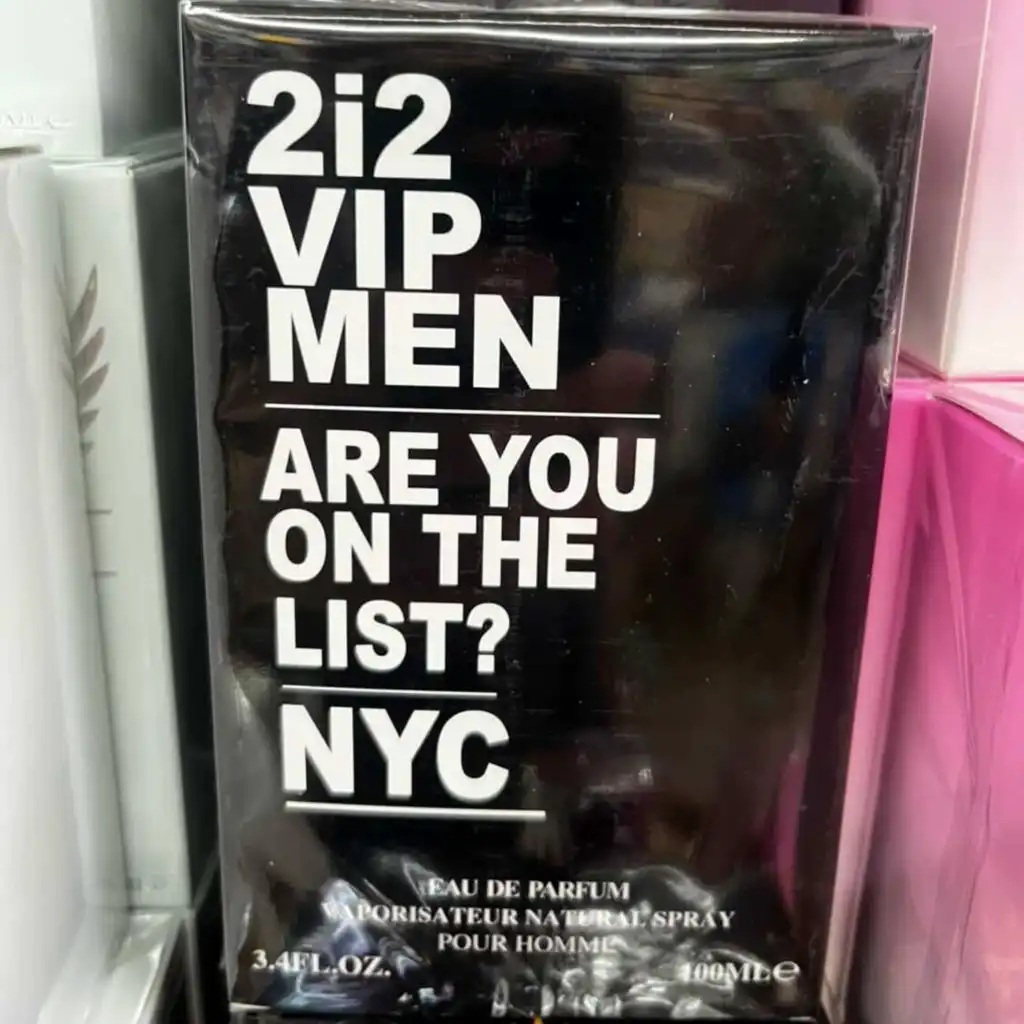 2i2
VIP
MEN
ARE YOU
ON THE
LIST?
NYC
EAU DE PARFUM
VAPORISATEUR NATURAL SPRAY
POUR HOMME
3.4FL.OZ.
100ML℮